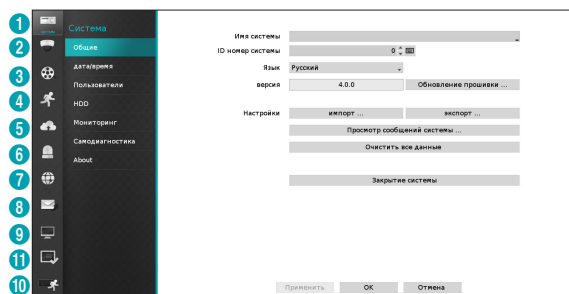 1
2
3
4
5
6
7
8
9
11
10
Система
Общие
дата/время
Пользователи
HDD
Мониторинг
Самодиагностика
About
Имя системы
ID номер системы 0
Язык Русский
версия 4.0.0 Обновление прошивки ...
Настройки импорт ... экспорт ...
Просмотр сообщений системы ...
Очистить все данные
Закрытие системы
Применить OK Отмена